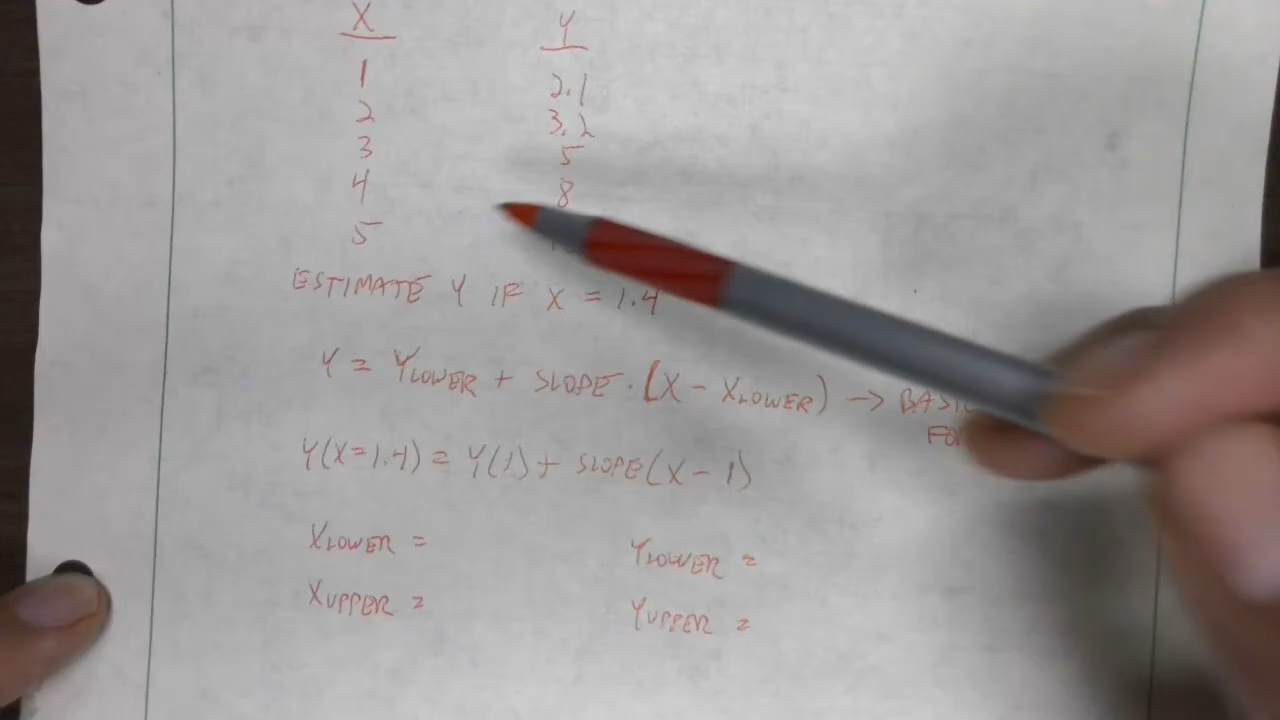 X Y
1 2.1
2 3.2
3 5
4 8
5
ESTIMATE Y IF X = 1.4
Y = YLOWER + SLOPE · (X - XLOWER) →
Y(X=1.4) = Y(1) + SLOPE(X - 1)
XLOWER = YLOWER =
XUPPER = YUPPER =